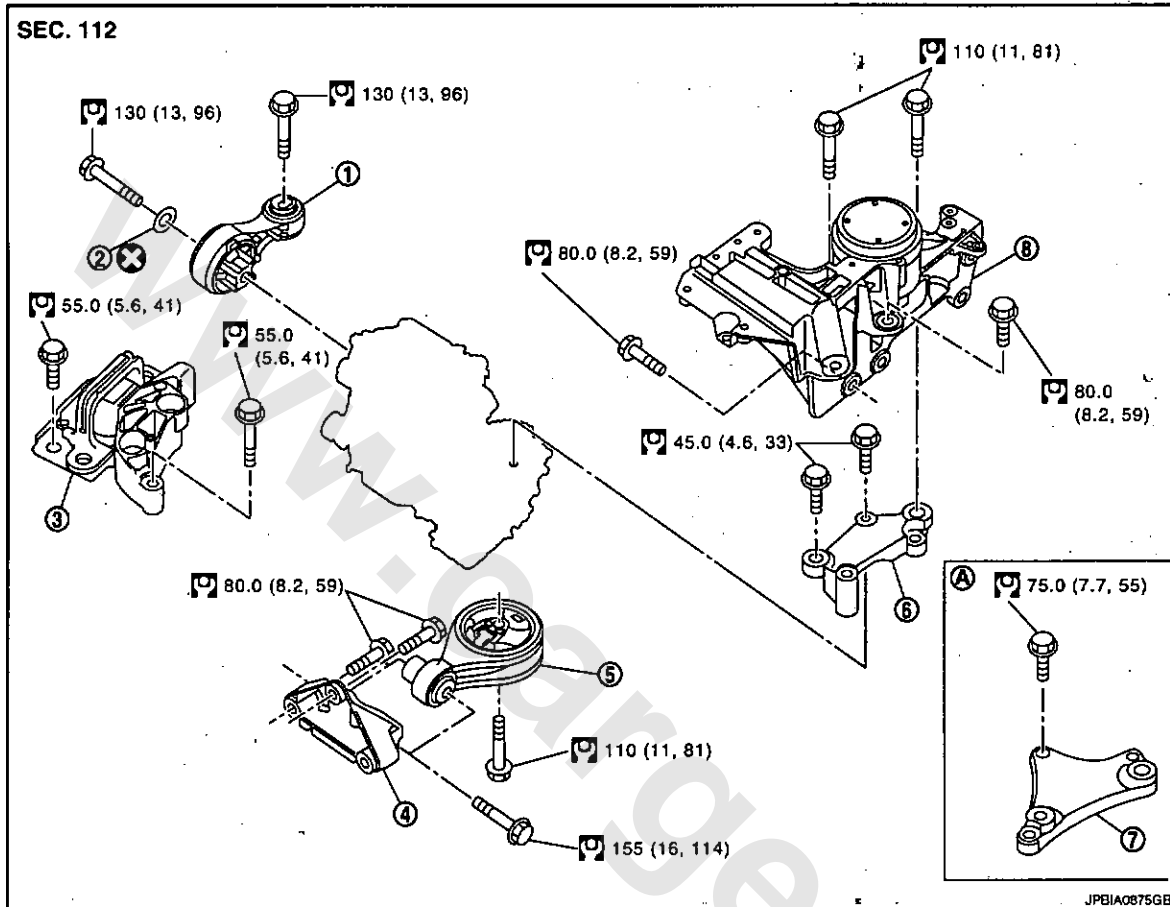 SEC. 112
110 (11, 81)
130 (13, 96)
130 (13, 96)
1
2
80.0 (8.2, 59)
8
55.0 (5.6, 41)
55.0
(5.6, 41)
80.0
(8.2, 59)
45.0 (4.6, 33)
3
A
75.0 (7.7, 55)
80.0 (8.2, 59)
6
5
110 (11, 81)
4
7
155 (16, 114)
JPBIA0875GB
www.carge